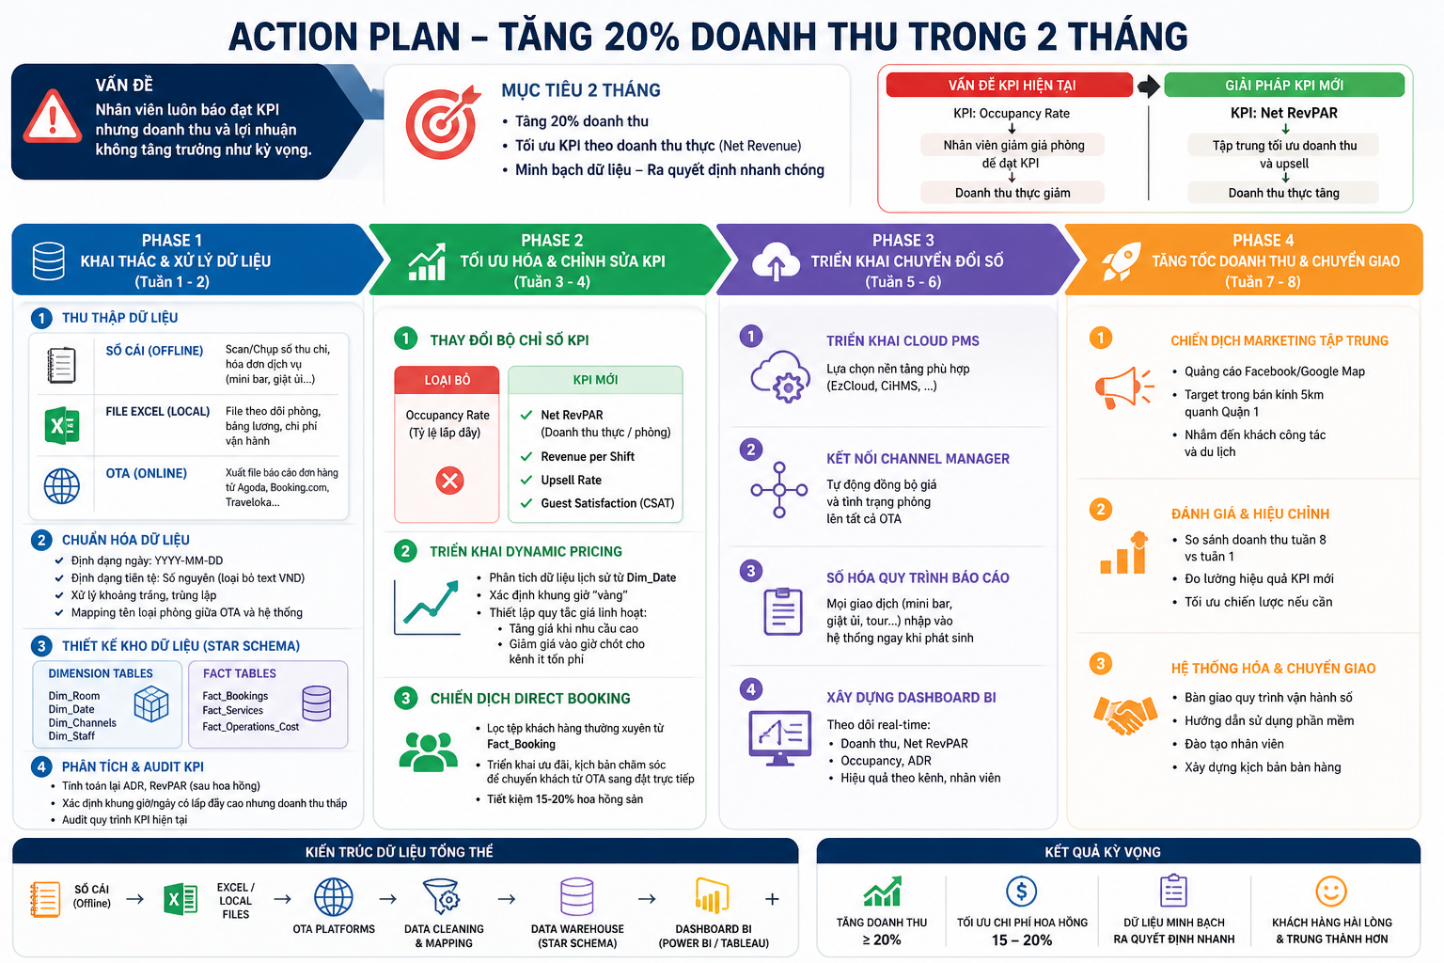 ACTION PLAN – TĂNG 20% DOANH THU TRONG 2 THÁNG
VẤN ĐỀ
Nhân viên luôn báo đạt KPI
nhưng doanh thu và lợi nhuận
không tăng trưởng như kỳ vọng.
MỤC TIÊU 2 THÁNG
• Tăng 20% doanh thu
• Tối ưu KPI theo doanh thu thực (Net Revenue)
• Minh bạch dữ liệu – Ra quyết định nhanh chóng
VẤN ĐỀ KPI HIỆN TẠI
KPI: Occupancy Rate
Nhân viên giảm giá phòng
để đạt KPI
Doanh thu thực giảm
GIẢI PHÁP KPI MỚI
KPI: Net RevPAR
Tập trung tối ưu doanh thu
và upsell
Doanh thu thực tăng
PHASE 1
KHAI THÁC & XỬ LÝ DỮ LIỆU
(Tuần 1 - 2)
1 THU THẬP DỮ LIỆU
SỔ CÁI (OFFLINE)
Scan/Chụp sổ thu chi,
hóa đơn dịch vụ
(mini bar, giặt ủi...)
FILE EXCEL (LOCAL)
File theo dõi phòng,
bảng lương, chi phí
vận hành
OTA (ONLINE)
Xuất file báo cáo đơn hàng
từ Agoda, Booking.com,
Traveloka...
2 CHUẨN HÓA DỮ LIỆU
✓ Định dạng ngày: YYYY-MM-DD
✓ Định dạng tiền tệ: Số nguyên (loại bỏ text VND)
✓ Xử lý khoảng trắng, trùng lặp
✓ Mapping tên loại phòng giữa OTA và hệ thống
3 THIẾT KẾ KHO DỮ LIỆU (STAR SCHEMA)
DIMENSION TABLES
Dim_Room
Dim_Date
Dim_Channels
Dim_Staff
FACT TABLES
Fact_Bookings
Fact_Services
Fact_Operations_Cost
4 PHÂN TÍCH & AUDIT KPI
• Tính toán lại ADR, RevPAR (sau hoa hồng)
• Xác định khung giờ/ngày có lấp đầy cao nhưng doanh thu thấp
• Audit quy trình KPI hiện tại
PHASE 2
TỐI ƯU HÓA & CHỈNH SỬA KPI
(Tuần 3 - 4)
1 THAY ĐỔI BỘ CHỈ SỐ KPI
LOẠI BỎ
Occupancy Rate
(Tỷ lệ lấp đầy)
KPI MỚI
✓ Net RevPAR
(Doanh thu thực / phòng)
✓ Revenue per Shift
✓ Upsell Rate
✓ Guest Satisfaction (CSAT)
2 TRIỂN KHAI DYNAMIC PRICING
• Phân tích dữ liệu lịch sử từ Dim_Date
• Xác định khung giờ "vàng"
• Thiết lập quy tắc giá linh hoạt:
• Tăng giá khi nhu cầu cao
• Giảm giá vào giờ chót cho
kênh ít tốn phí
3 CHIẾN DỊCH DIRECT BOOKING
• Lọc tệp khách hàng thường xuyên từ
Fact_Booking
• Triển khai ưu đãi, kịch bản chăm sóc
để chuyển khách từ OTA sang đặt trực tiếp
• Tiết kiệm 15-20% hoa hồng sàn
PHASE 3
TRIỂN KHAI CHUYỂN ĐỔI SỐ
(Tuần 5 - 6)
1 TRIỂN KHAI CLOUD PMS
Lựa chọn nền tảng phù hợp
(EzCloud, CiHMS, ...)
2 KẾT NỐI CHANNEL MANAGER
Tự động đồng bộ giá
và tình trạng phòng
lên tất cả OTA
3 SỐ HÓA QUY TRÌNH BÁO CÁO
Mọi giao dịch (mini bar,
giặt ủi, tour...) nhập vào
hệ thống ngay khi phát sinh
4 XÂY DỰNG DASHBOARD BI
Theo dõi real-time:
• Doanh thu, Net RevPAR
• Occupancy, ADR
• Hiệu quả theo kênh, nhân viên
PHASE 4
TĂNG TỐC DOANH THU & CHUYỂN GIAO
(Tuần 7 - 8)
1 CHIẾN DỊCH MARKETING TẬP TRUNG
• Quảng cáo Facebook/Google Map
• Target trong bán kính 5km
quanh Quận 1
• Nhắm đến khách công tác
và du lịch
2 ĐÁNH GIÁ & HIỆU CHỈNH
• So sánh doanh thu tuần 8
vs tuần 1
• Đo lường hiệu quả KPI mới
• Tối ưu chiến lược nếu cần
3 HỆ THỐNG HÓA & CHUYỂN GIAO
• Bàn giao quy trình vận hành số
• Hướng dẫn sử dụng phần mềm
• Đào tạo nhân viên
• Xây dựng kịch bản bán hàng
KIẾN TRÚC DỮ LIỆU TỔNG THỂ
SỔ CÁI
(Offline)
EXCEL /
LOCAL
FILES
OTA PLATFORMS
DATA CLEANING
& MAPPING
DATA WAREHOUSE
(STAR SCHEMA)
DASHBOARD BI
(POWER BI / TABLEAU)
+
KẾT QUẢ KỲ VỌNG
TĂNG DOANH THU
≥ 20%
TỐI ƯU CHI PHÍ HOA HỒNG
15 – 20%
DỮ LIỆU MINH BẠCH
RA QUYẾT ĐỊNH NHANH
KHÁCH HÀNG HÀI LÒNG
& TRUNG THÀNH HƠN